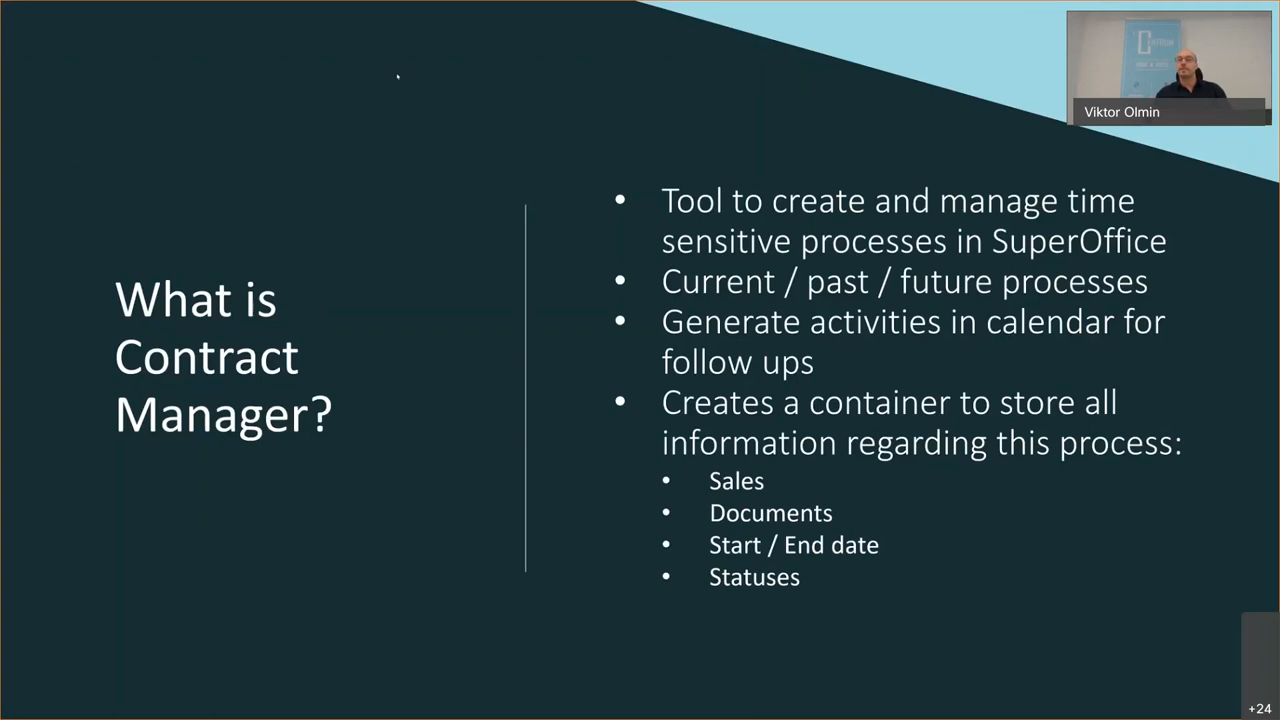 Viktor Olmin
What is
Contract
Manager?
• Tool to create and manage time
sensitive processes in SuperOffice
• Current / past / future processes
• Generate activities in calendar for
follow ups
• Creates a container to store all
information regarding this process:
• Sales
• Documents
• Start / End date
• Statuses
+24